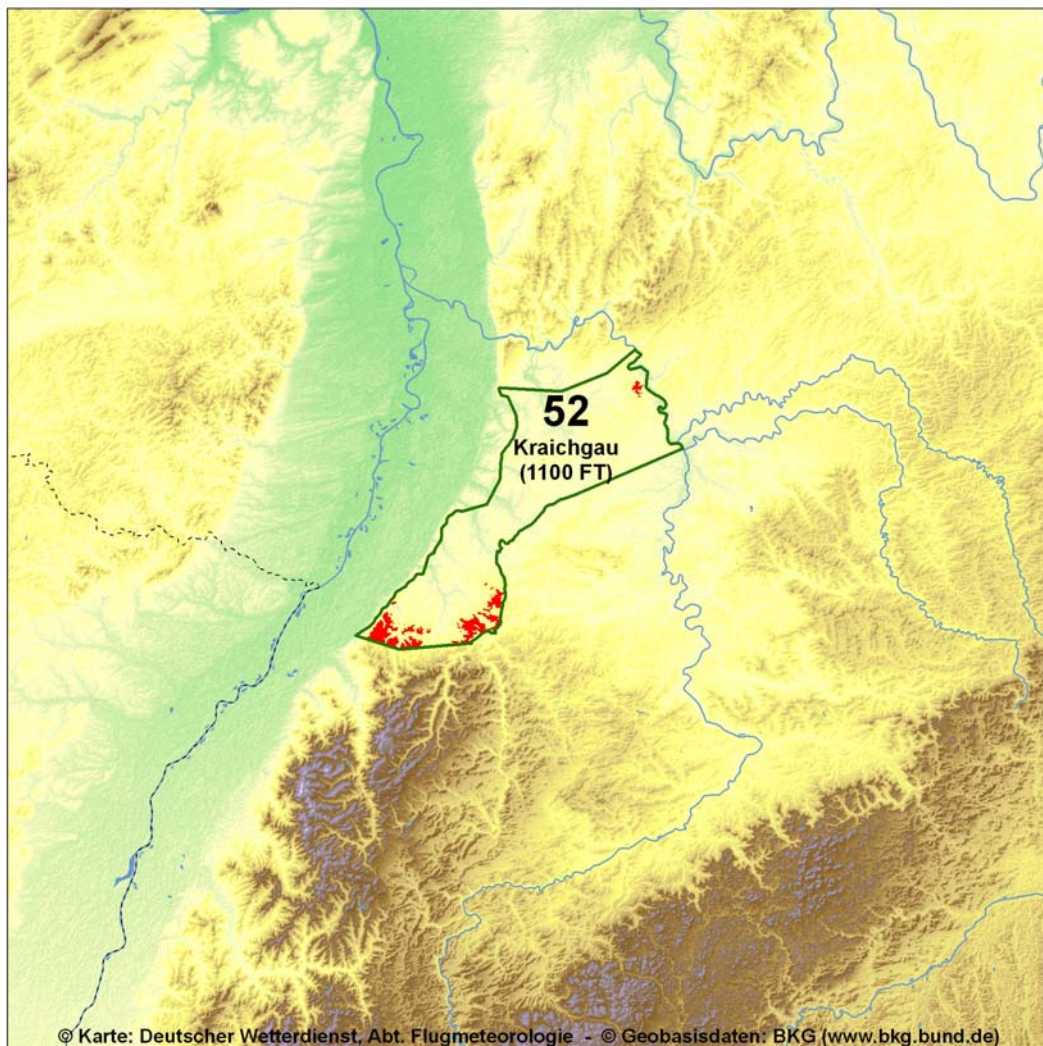 52
Kraichgau
(1100 FT)
© Karte: Deutscher Wetterdienst, Abt. Flugmeteorologie - © Geobasisdaten: BKG (www.bkg.bund.de)